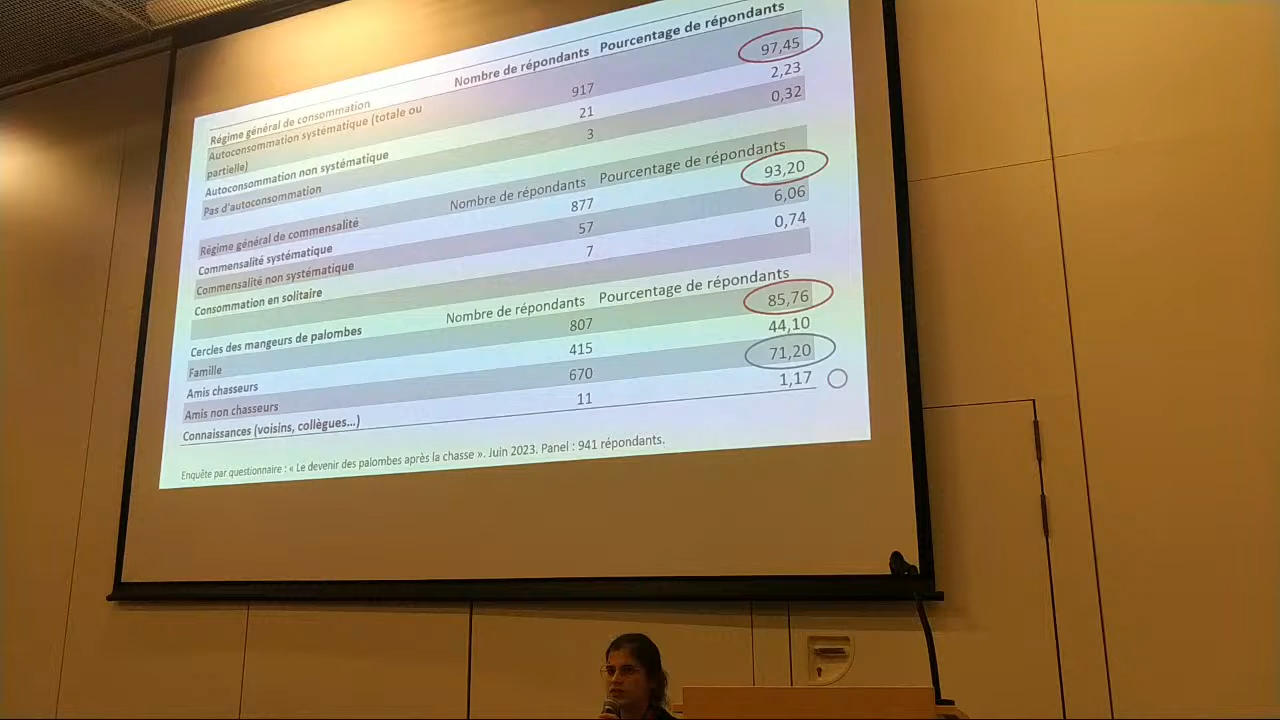 Régime général de consommation Nombre de répondants Pourcentage de répondants
Autoconsommation systématique (totale ou
partielle) 917 97,45
Autoconsommation non systématique 21 2,23
Pas d'autoconsommation 3 0,32
Régime général de commensalité Nombre de répondants Pourcentage de répondants
Commensalité systématique 877 93,20
Commensalité non systématique 57 6,06
Consommation en solitaire 7 0,74
Cercles des mangeurs de palombes Nombre de répondants Pourcentage de répondants
Famille 807 85,76
Amis chasseurs 415 44,10
Amis non chasseurs 670 71,20
Connaissances (voisins, collègues...) 11 1,17
Enquête par questionnaire : « Le devenir des palombes après la chasse ». Juin 2023. Panel : 941 répondants.